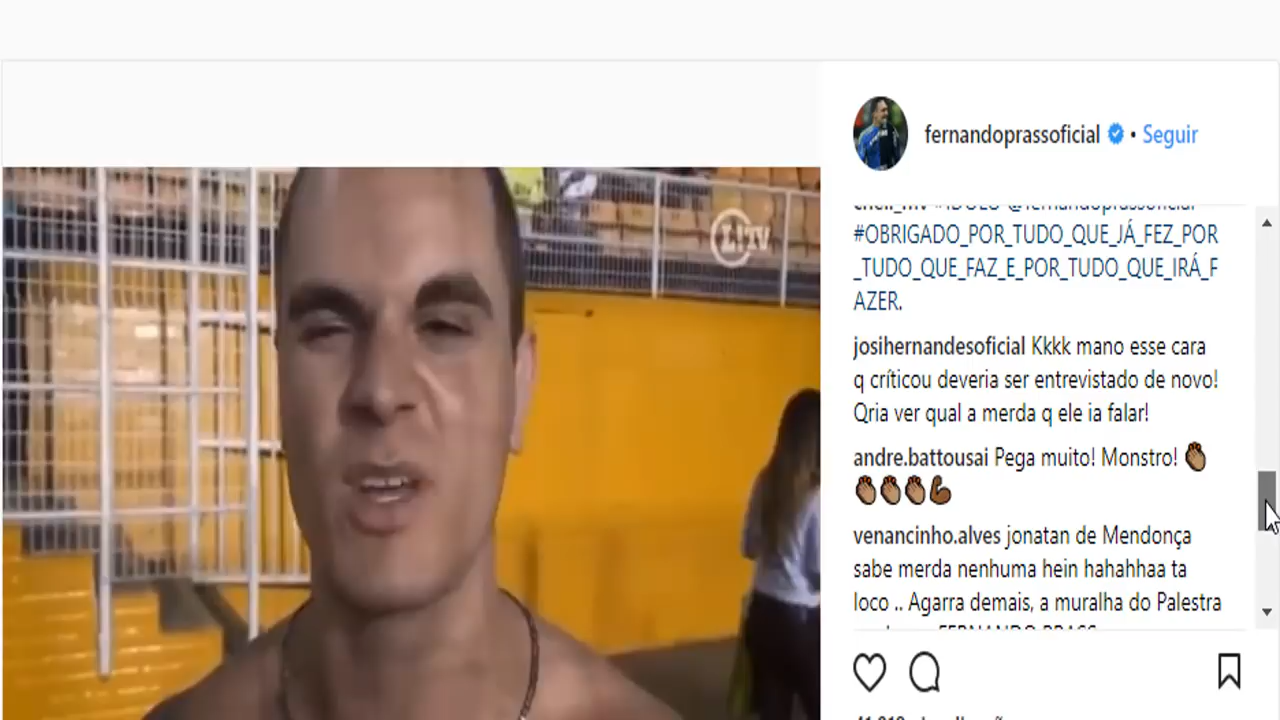 L!TV
fernandoprassoficial • Seguir
#OBRIGADO_POR_TUDO_QUE_JÁ_FEZ_POR
_TUDO_QUE_FAZ_E_POR_TUDO_QUE_IRÁ_F
AZER.
josihernandesoficial Kkkk mano esse cara
q críticou deveria ser entrevistado de novo!
Qria ver qual a merda q ele ia falar!
andre.battousai Pega muito! Monstro! 👏🏽
👏🏽👏🏽👏🏽💪🏾
venancinho.alves jonatan de Mendonça
sabe merda nenhuma hein hahahhaa ta
loco .. Agarra demais, a muralha do Palestra